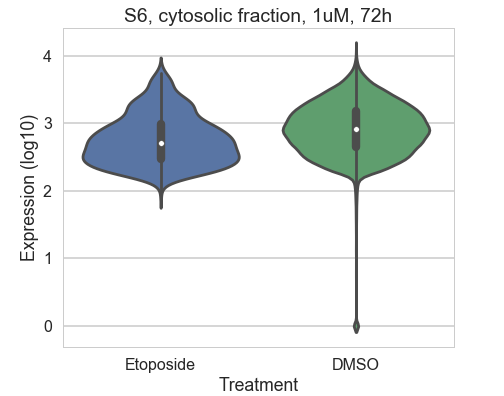 S6, cytosolic fraction, 1uM, 72h
Expression (log10)
4
3
2
1
0
Etoposide
DMSO
Treatment